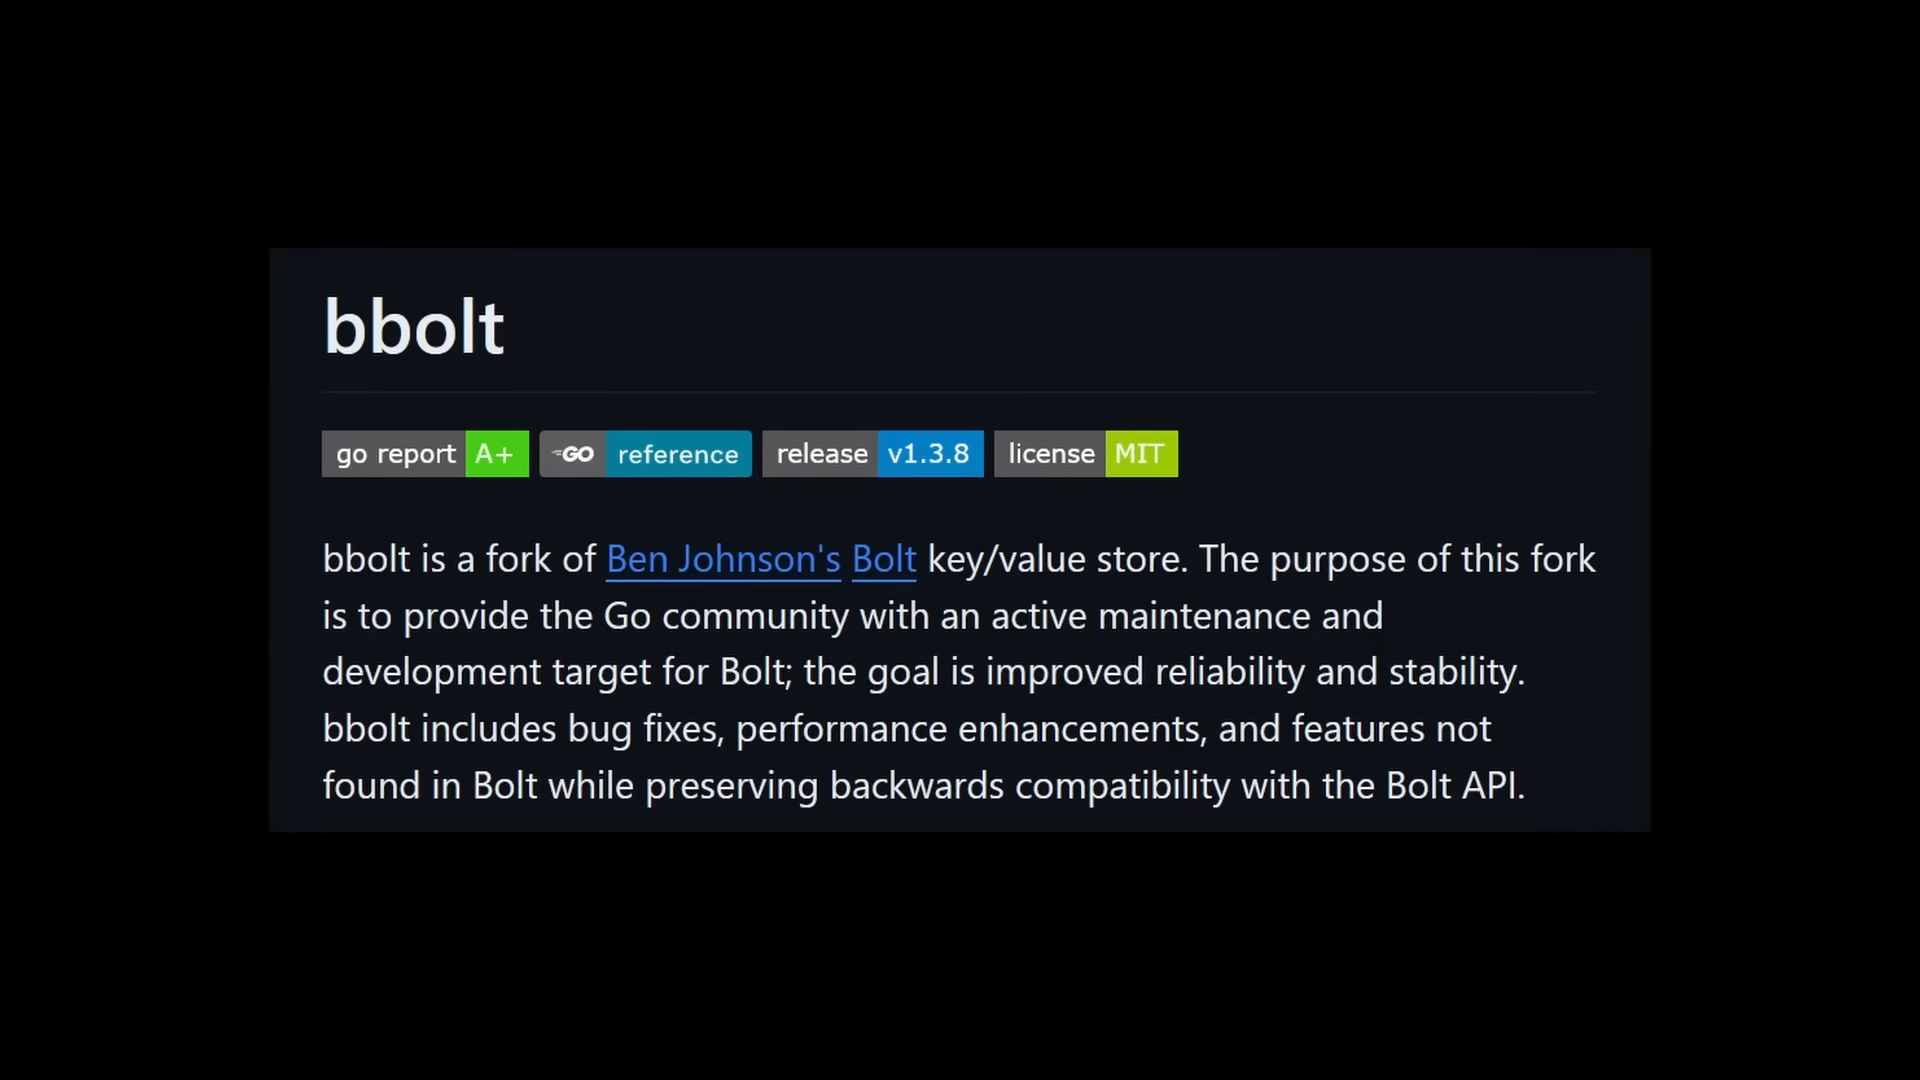 bbolt
go report A+ GO reference release v1.3.8 license MIT
bbolt is a fork of Ben Johnson's Bolt key/value store. The purpose of this fork
is to provide the Go community with an active maintenance and
development target for Bolt; the goal is improved reliability and stability.
bbolt includes bug fixes, performance enhancements, and features not
found in Bolt while preserving backwards compatibility with the Bolt API.